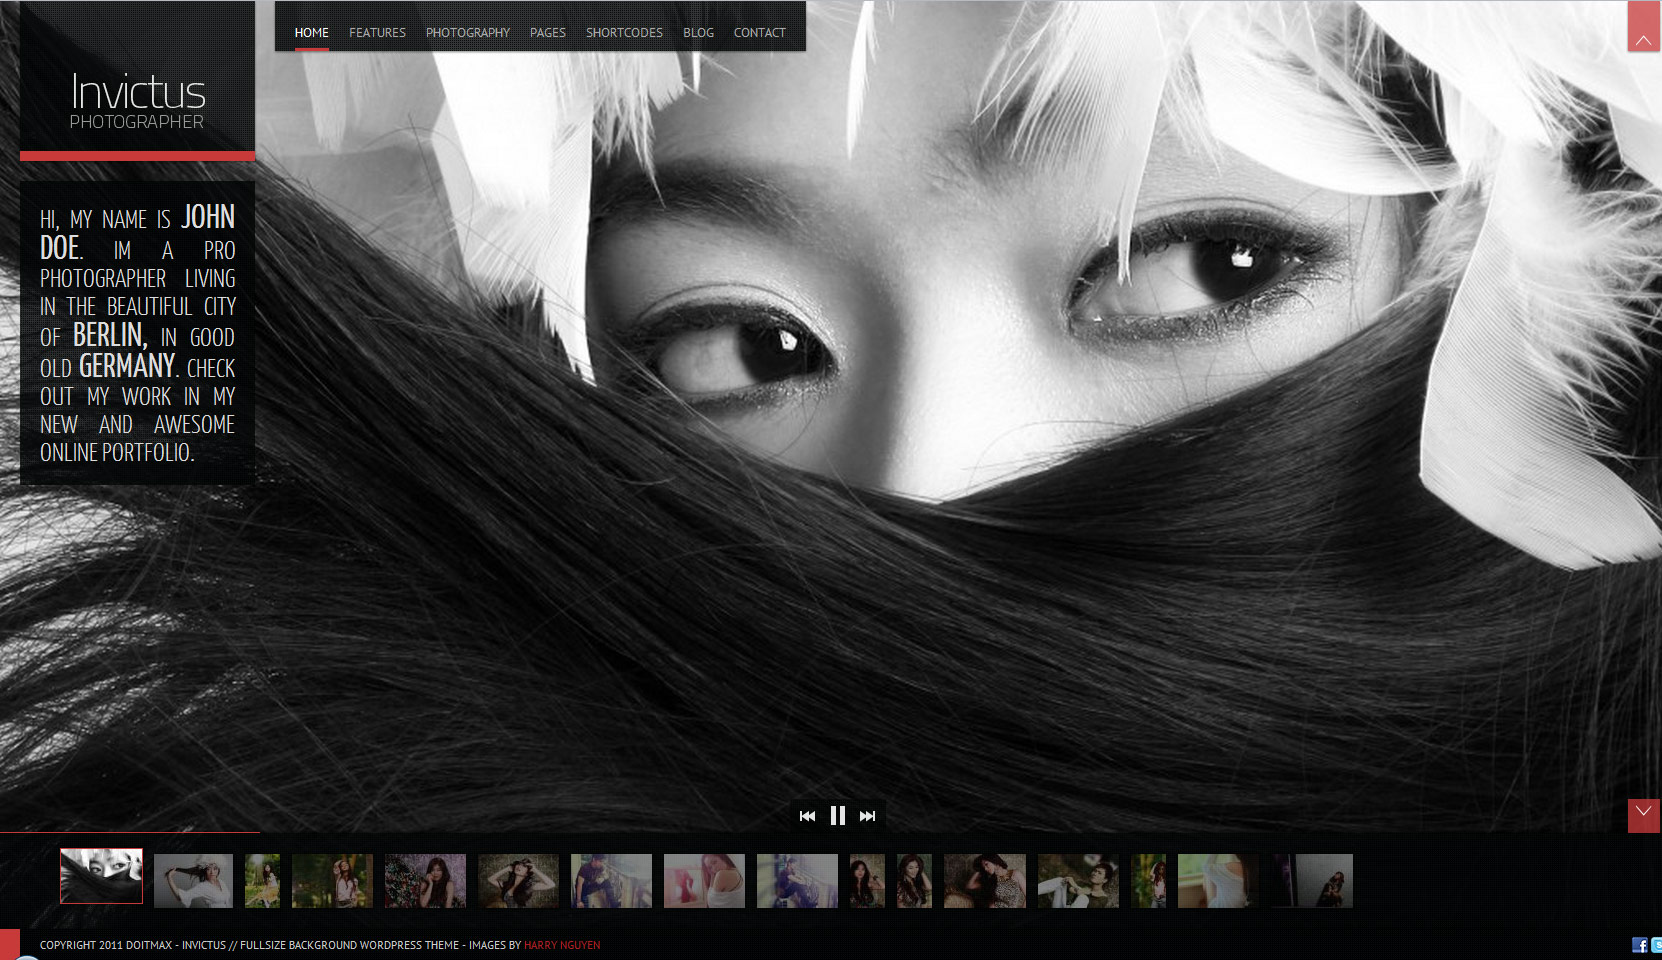 HOME FEATURES PHOTOGRAPHY PAGES SHORTCODES BLOG CONTACT
Invictus
PHOTOGRAPHER
HI, MY NAME IS JOHN
DOE. IM A PRO
PHOTOGRAPHER LIVING
IN THE BEAUTIFUL CITY
OF BERLIN, IN GOOD
OLD GERMANY. CHECK
OUT MY WORK IN MY
NEW AND AWESOME
ONLINE PORTFOLIO.
COPYRIGHT 2011 DOITMAX - INVICTUS // FULLSIZE BACKGROUND WORDPRESS THEME - IMAGES BY HARRY NGUYEN